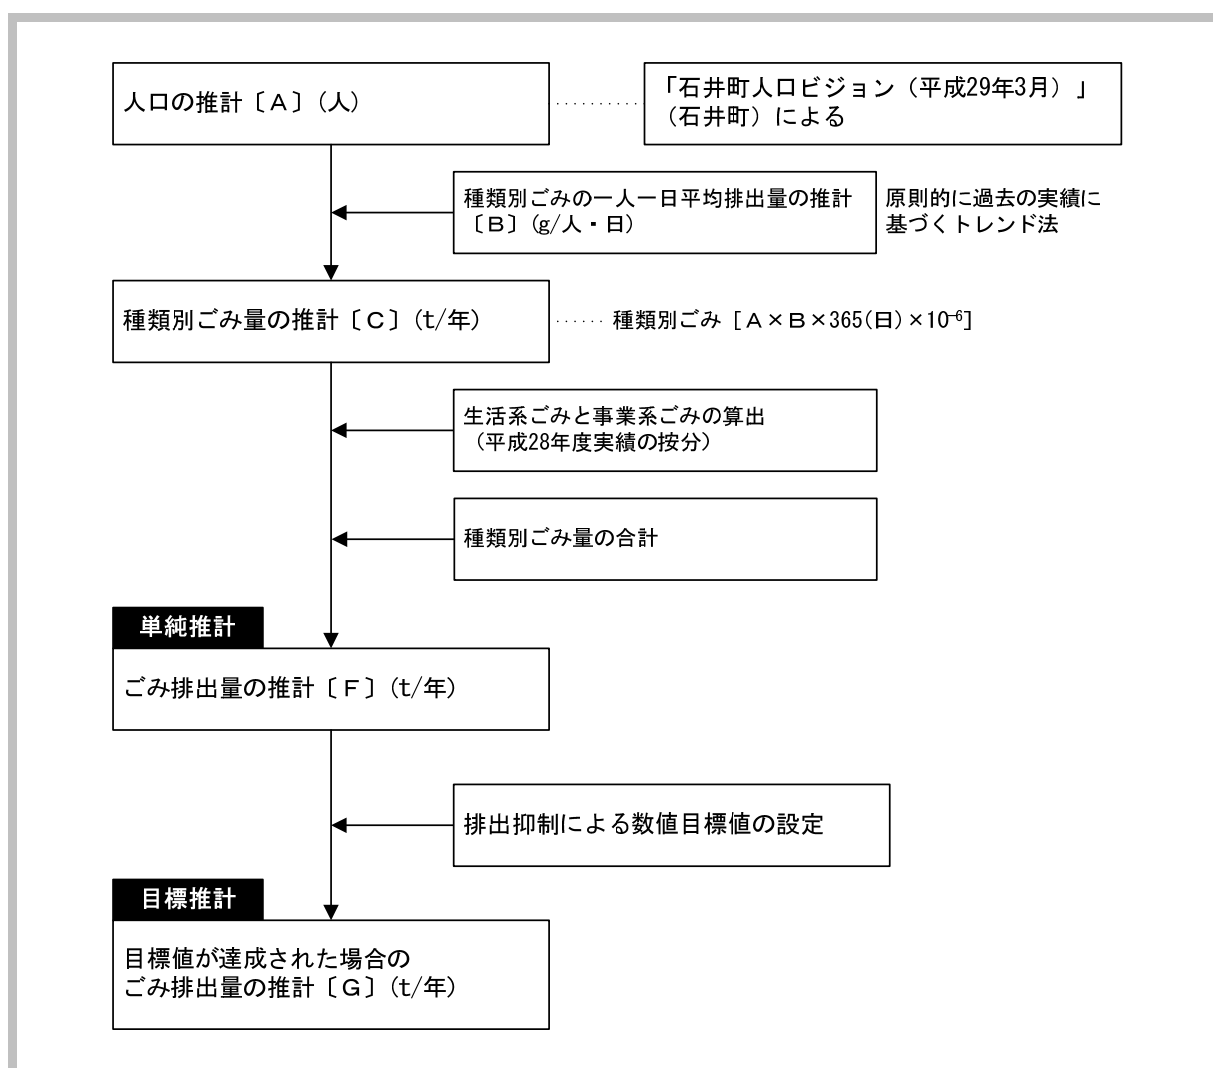 人口の推計〔Ａ〕(人)
「石井町人口ビジョン（平成29年3月）」
（石井町）による
種類別ごみの一人一日平均排出量の推計
〔Ｂ〕(g/人・日)
原則的に過去の実績に
基づくトレンド法
種類別ごみ量の推計〔Ｃ〕(t/年)
種類別ごみ［Ａ×Ｂ×365(日)×10⁻⁶］
生活系ごみと事業系ごみの算出
（平成28年度実績の按分）
種類別ごみ量の合計
単純推計
ごみ排出量の推計〔Ｆ〕(t/年)
排出抑制による数値目標値の設定
目標推計
目標値が達成された場合の
ごみ排出量の推計〔Ｇ〕(t/年)